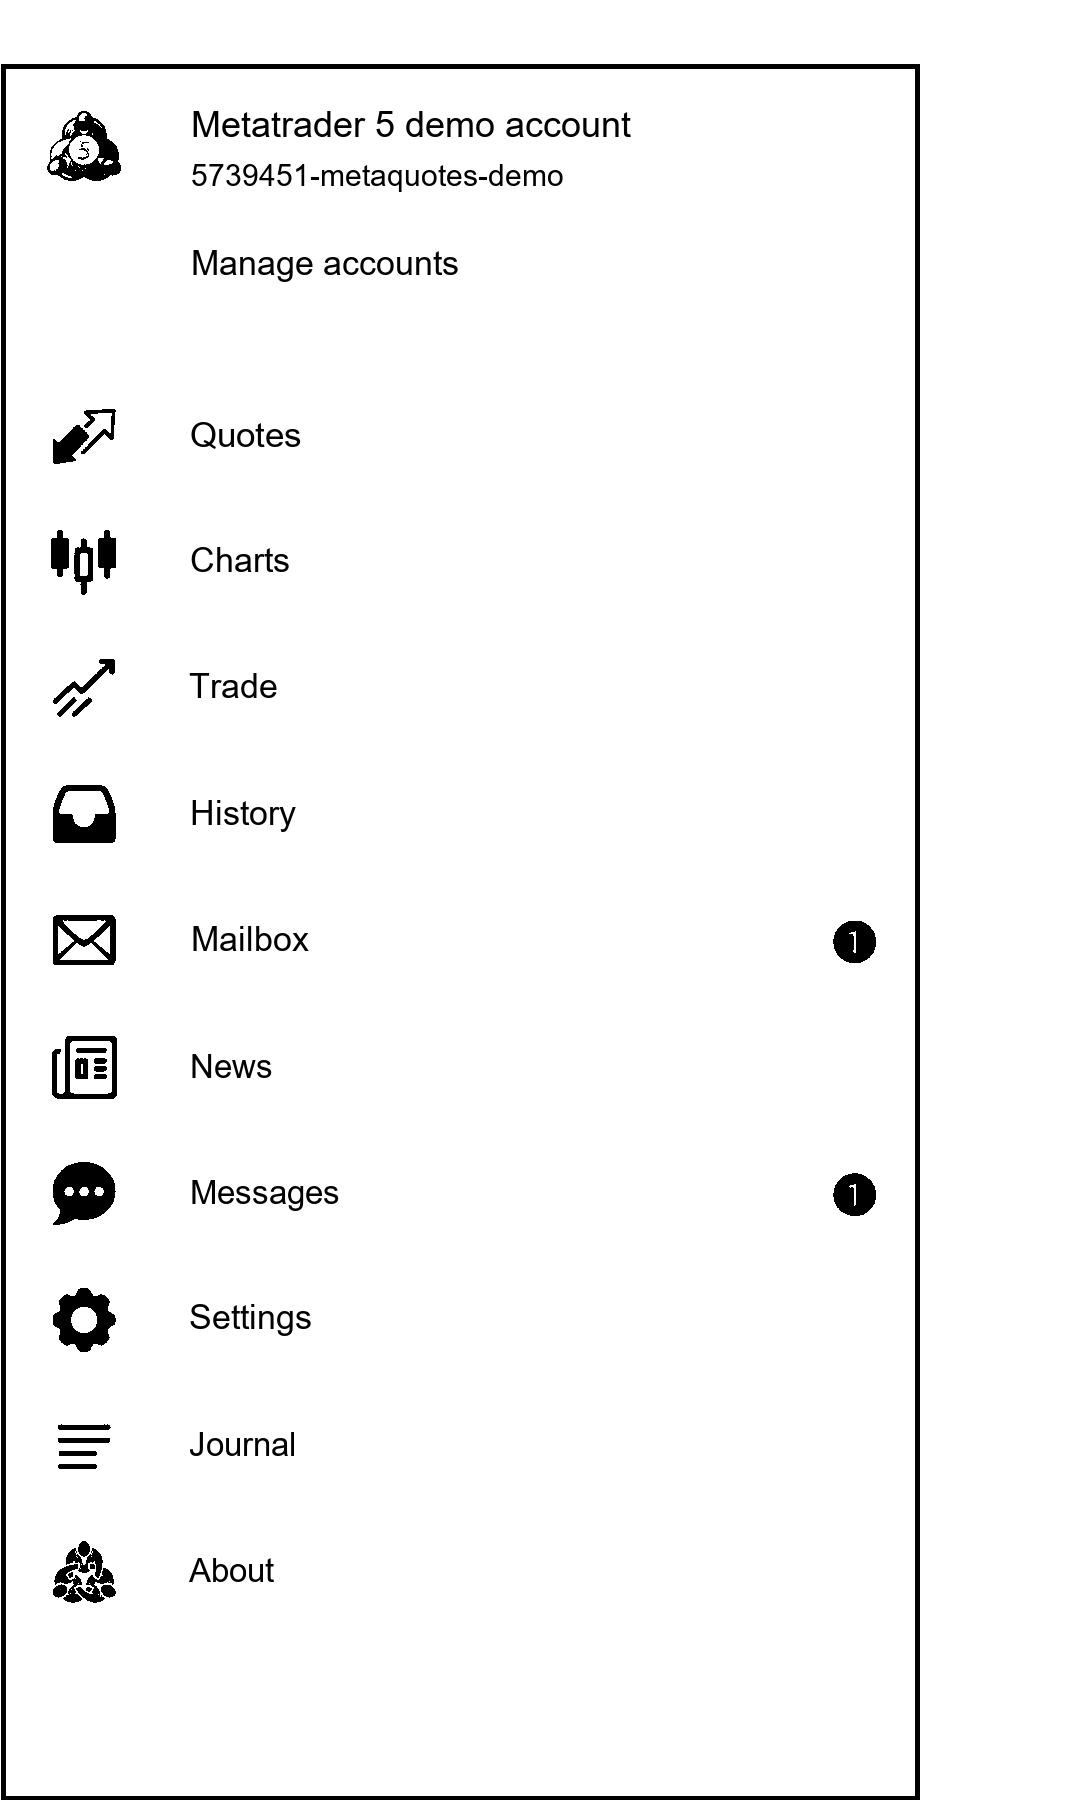 5
Metatrader 5 demo account
5739451-metaquotes-demo
Manage accounts
Quotes
Charts
Trade
History
Mailbox 1
News
Messages 1
Settings
Journal
About